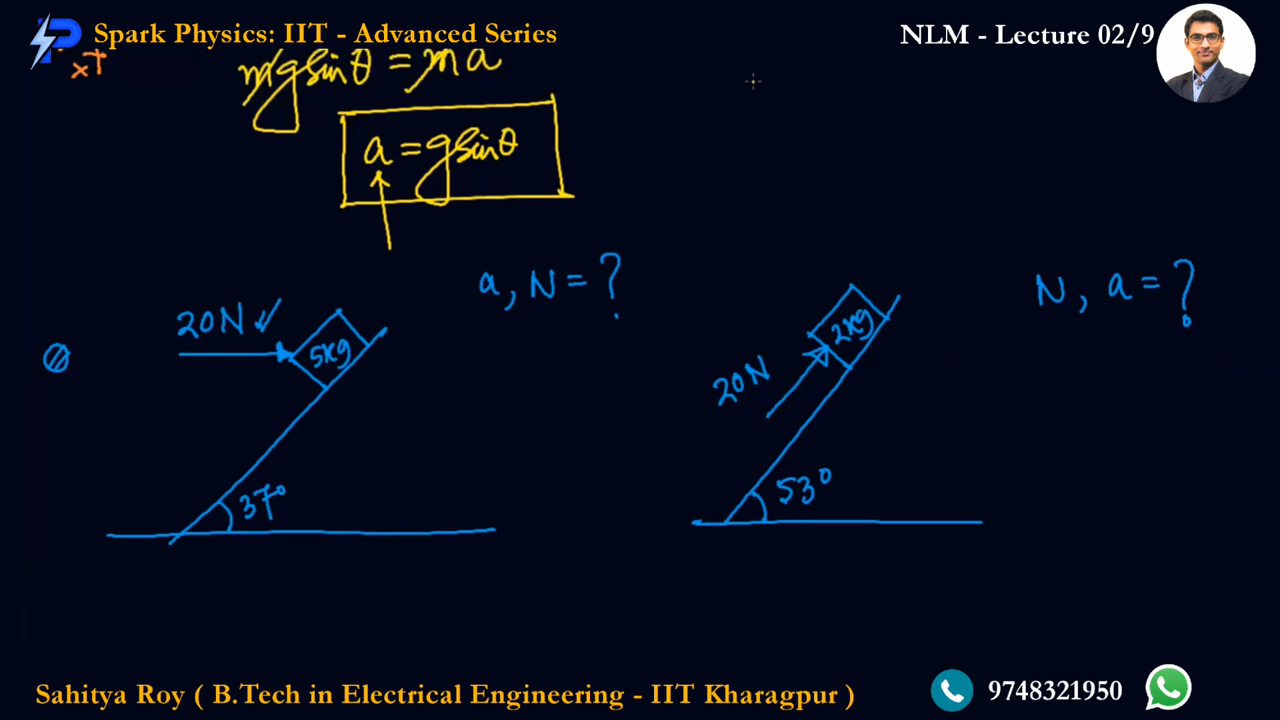 Spark Physics: IIT - Advanced Series
NLM - Lecture 02/9
xT
mg sinθ = ma
a = g sinθ
a, N = ?
N, a = ?
20N
5kg
2kg
20N
37°
53°
Sahitya Roy ( B.Tech in Electrical Engineering - IIT Kharagpur )
9748321950